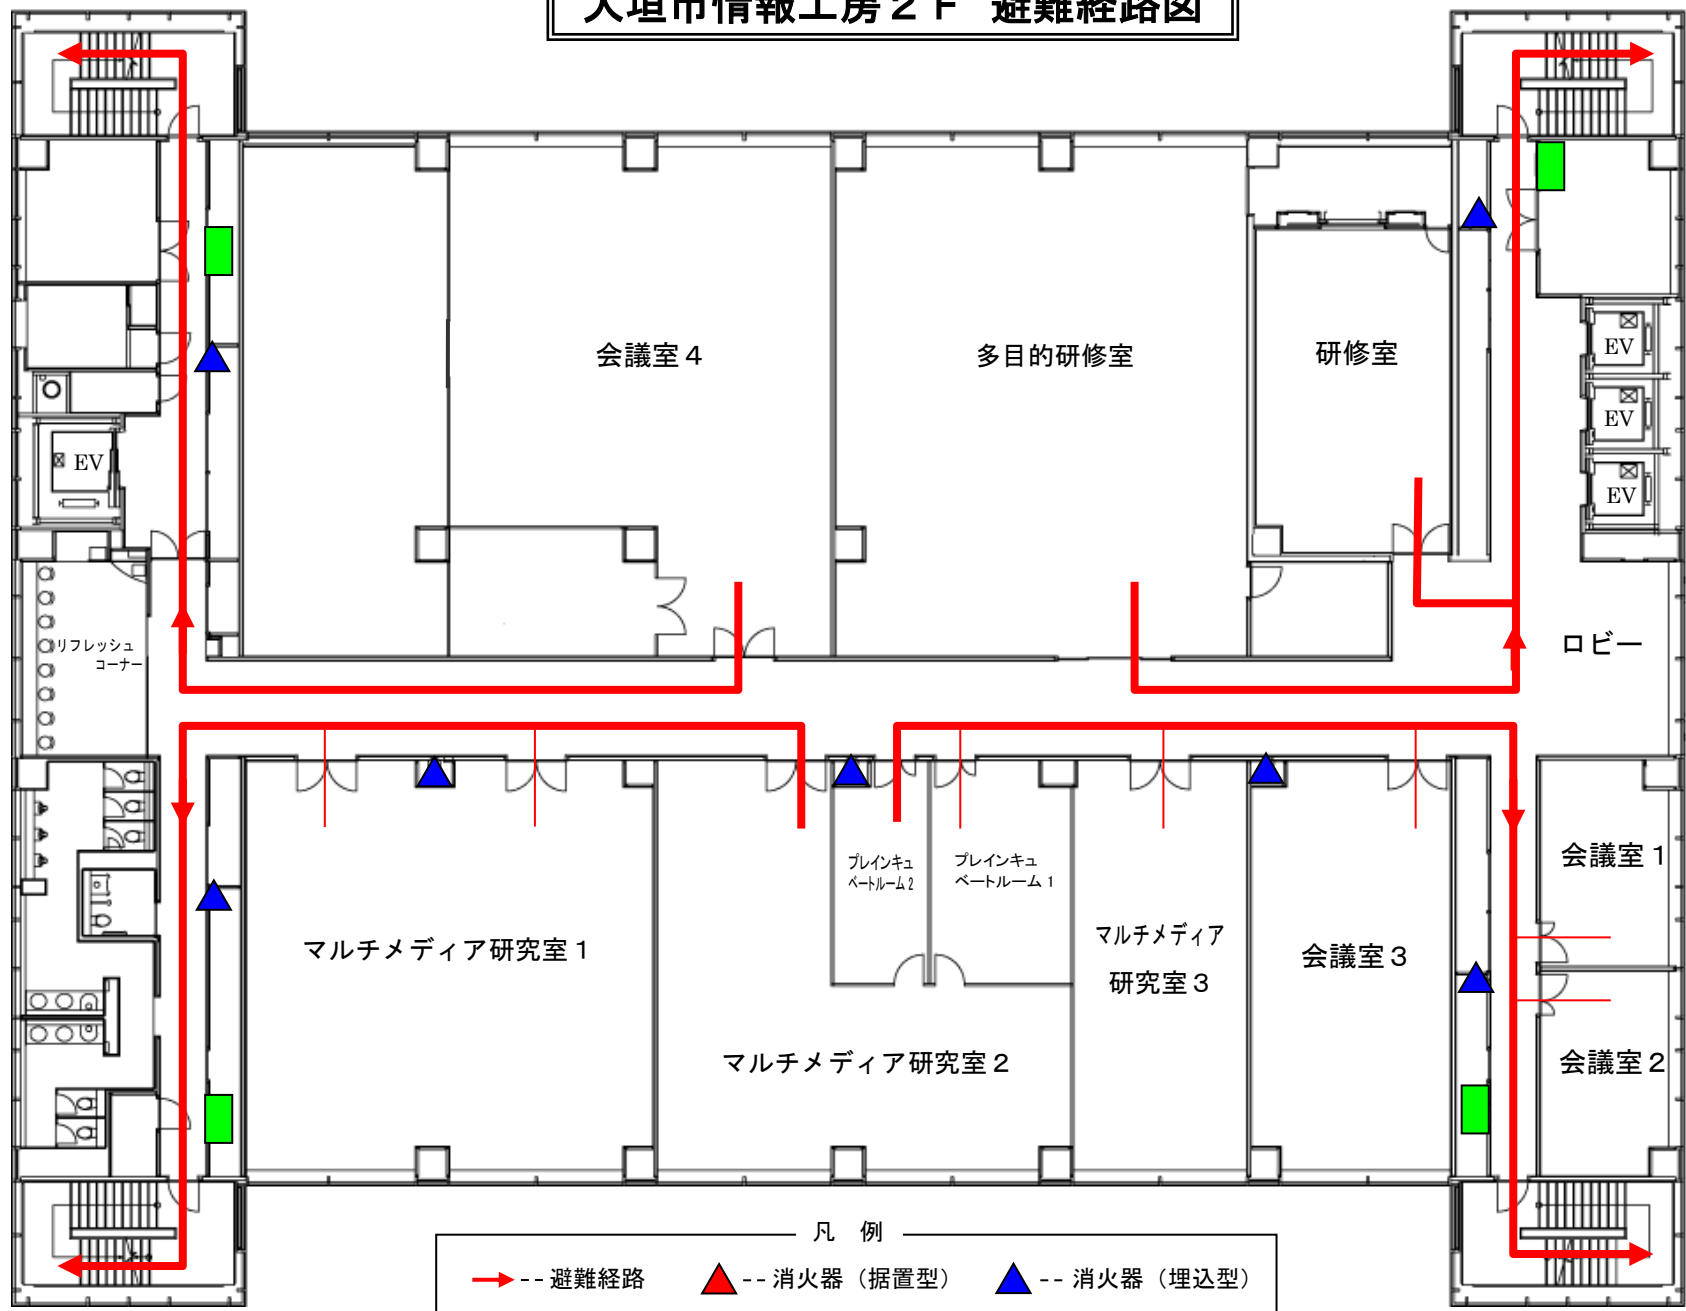 大垣市情報工房２Ｆ 避難経路図
会議室４
多目的研修室
研修室
EV
EV
EV
EV
リフレッシュ
コーナー
ロビー
プレインキュ
ベートルーム２
プレインキュ
ベートルーム１
会議室１
マルチメディア研究室１
マルチメディア
研究室３
会議室３
マルチメディア研究室２
会議室２
凡　例
--避難経路
--消火器（据置型）
--消火器（埋込型）